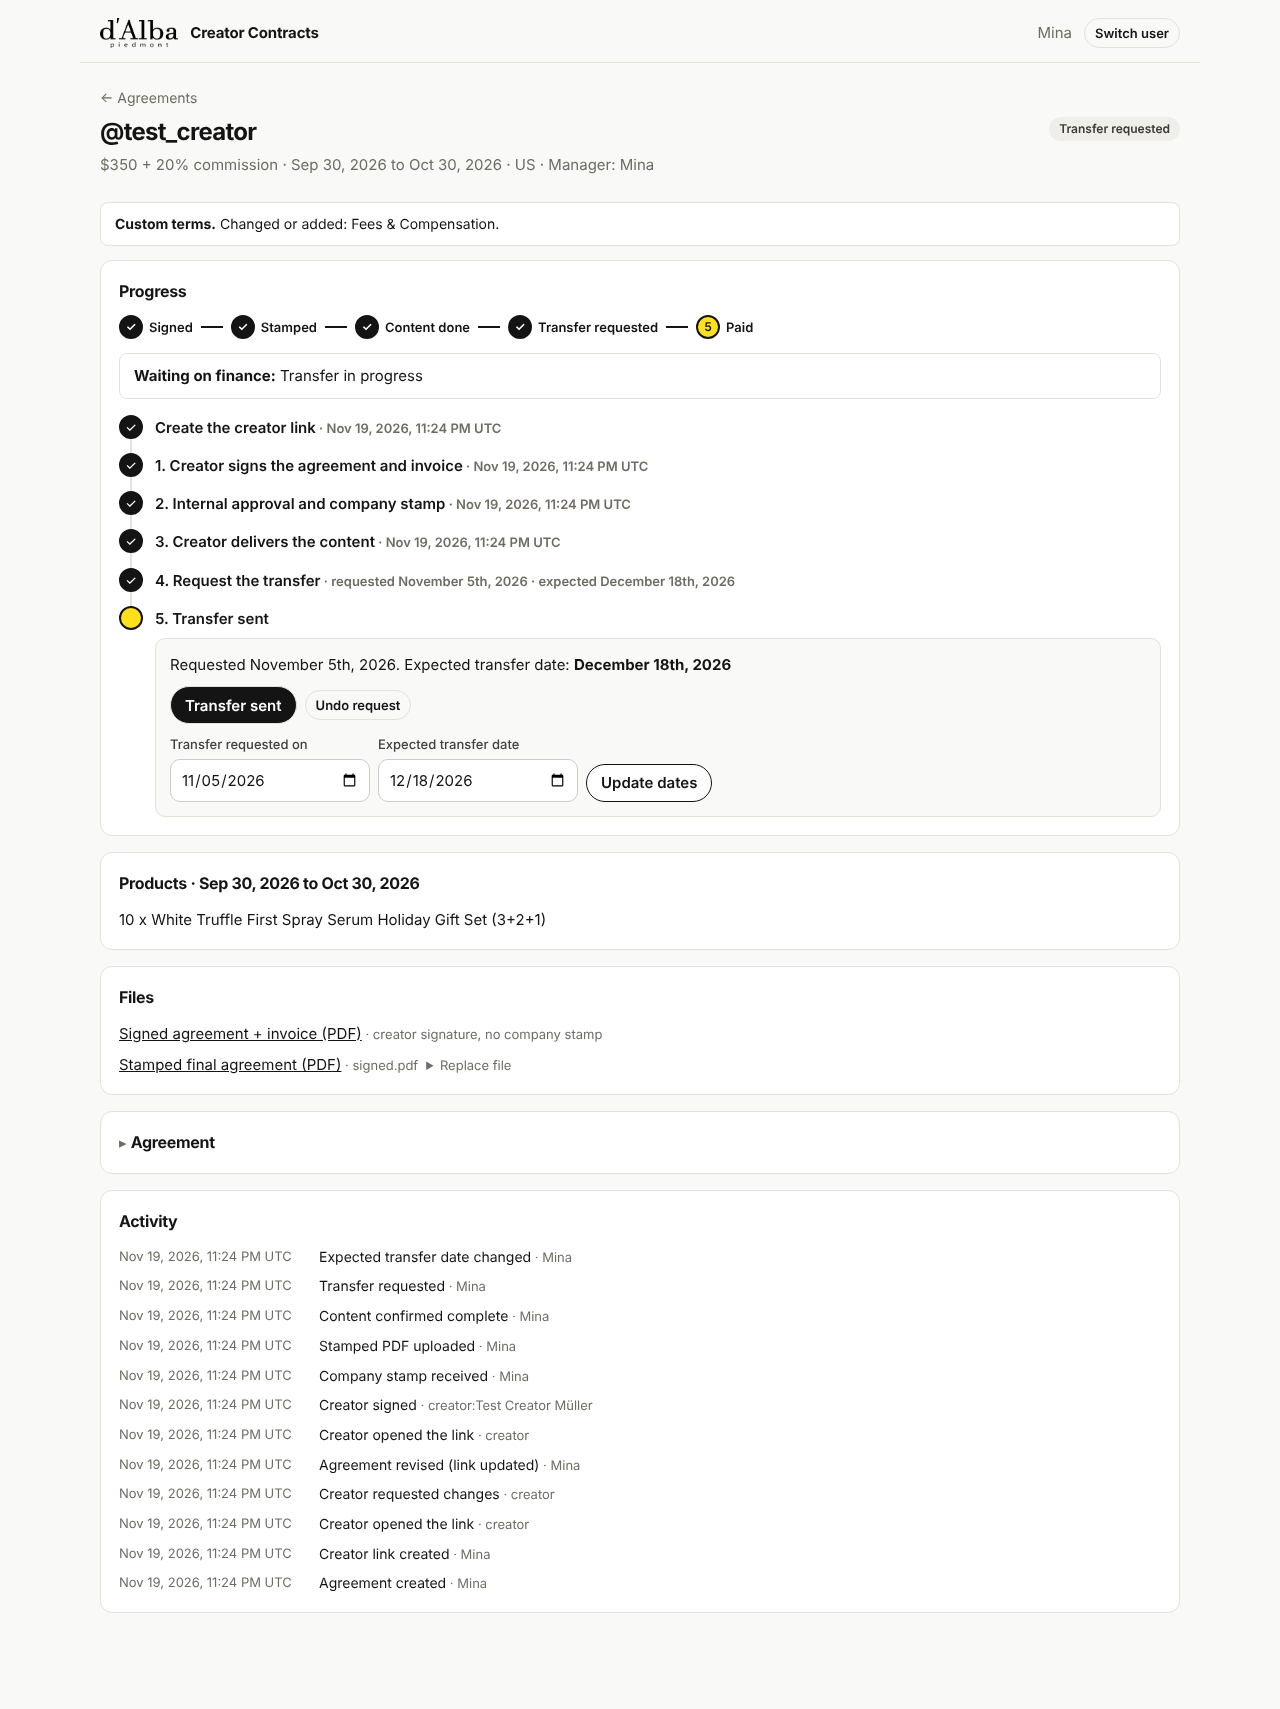 d'Alba
piedmont
Creator Contracts
Mina
Switch user
← Agreements
@test_creator
Transfer requested
$350 + 20% commission · Sep 30, 2026 to Oct 30, 2026 · US · Manager: Mina
Custom terms. Changed or added: Fees & Compensation.
Progress
Signed
Stamped
Content done
Transfer requested
5 Paid
Waiting on finance: Transfer in progress
Create the creator link · Nov 19, 2026, 11:24 PM UTC
1. Creator signs the agreement and invoice · Nov 19, 2026, 11:24 PM UTC
2. Internal approval and company stamp · Nov 19, 2026, 11:24 PM UTC
3. Creator delivers the content · Nov 19, 2026, 11:24 PM UTC
4. Request the transfer · requested November 5th, 2026 · expected December 18th, 2026
5. Transfer sent
Requested November 5th, 2026. Expected transfer date: December 18th, 2026
Transfer sent
Undo request
Transfer requested on
Expected transfer date
11/05/2026
12/18/2026
Update dates
Products · Sep 30, 2026 to Oct 30, 2026
10 x White Truffle First Spray Serum Holiday Gift Set (3+2+1)
Files
Signed agreement + invoice (PDF) · creator signature, no company stamp
Stamped final agreement (PDF) · signed.pdf ▶ Replace file
▸ Agreement
Activity
Nov 19, 2026, 11:24 PM UTC Expected transfer date changed · Mina
Nov 19, 2026, 11:24 PM UTC Transfer requested · Mina
Nov 19, 2026, 11:24 PM UTC Content confirmed complete · Mina
Nov 19, 2026, 11:24 PM UTC Stamped PDF uploaded · Mina
Nov 19, 2026, 11:24 PM UTC Company stamp received · Mina
Nov 19, 2026, 11:24 PM UTC Creator signed · creator:Test Creator Müller
Nov 19, 2026, 11:24 PM UTC Creator opened the link · creator
Nov 19, 2026, 11:24 PM UTC Agreement revised (link updated) · Mina
Nov 19, 2026, 11:24 PM UTC Creator requested changes · creator
Nov 19, 2026, 11:24 PM UTC Creator opened the link · creator
Nov 19, 2026, 11:24 PM UTC Creator link created · Mina
Nov 19, 2026, 11:24 PM UTC Agreement created · Mina